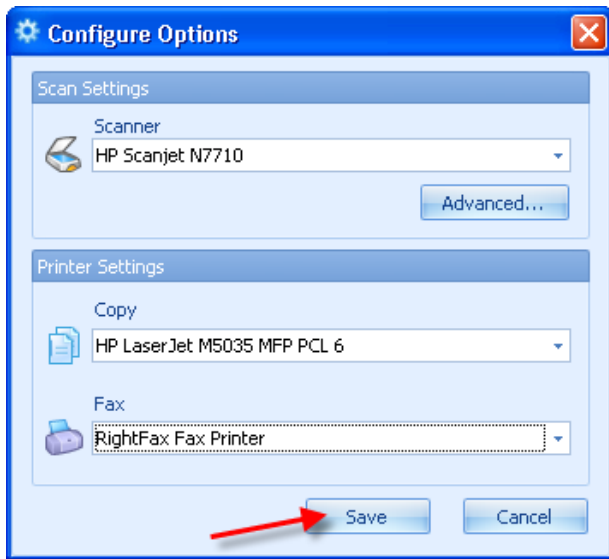 Configure Options
Scan Settings
Scanner
HP Scanjet N7710
Advanced...
Printer Settings
Copy
HP LaserJet M5035 MFP PCL 6
Fax
RightFax Fax Printer
Save Cancel